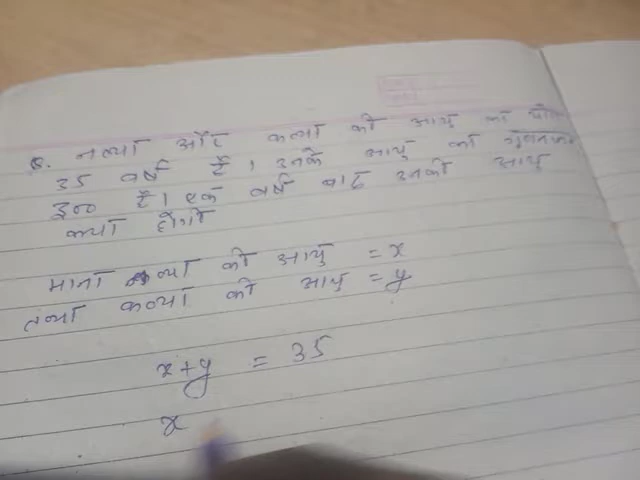 Q. नव्या और कव्या की आयु का योग
35 वर्ष है। उनके आयु का गुणनफल
300 है। एक वर्ष बाद उनकी आयु
क्या होगी
माना नव्या की आयु = x
तथा कव्या की आयु = y
x+y = 35
x